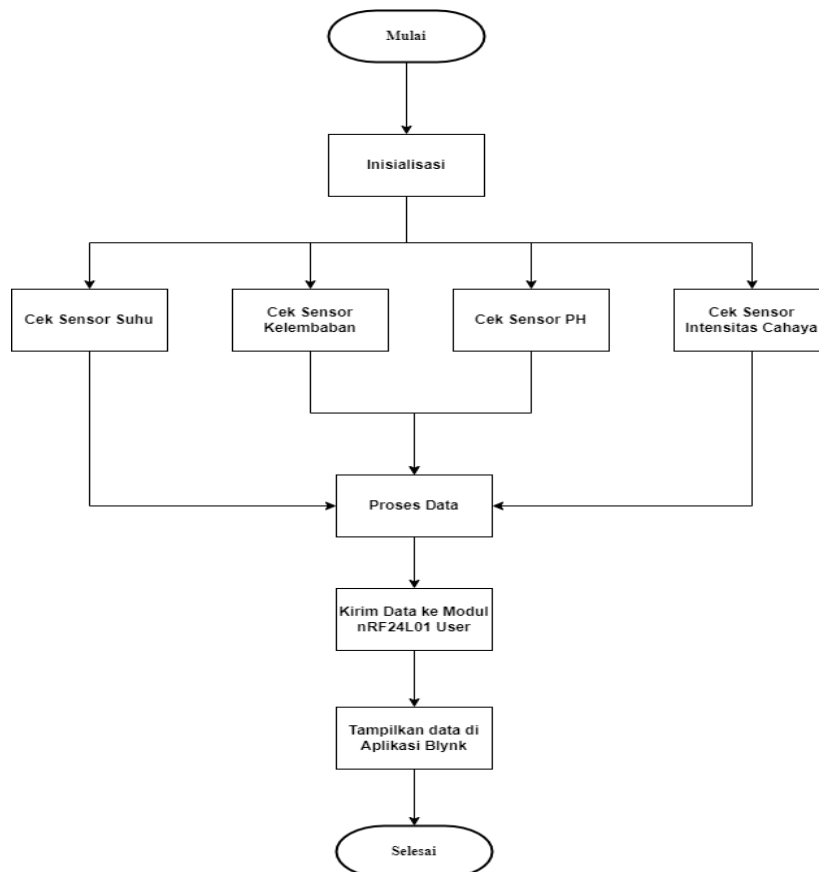 Mulai
Inisialisasi
Cek Sensor Suhu
Cek Sensor
Kelembaban
Cek Sensor PH
Cek Sensor
Intensitas Cahaya
Proses Data
Kirim Data ke Modul
nRF24L01 User
Tampilkan data di
Aplikasi Blynk
Selesai